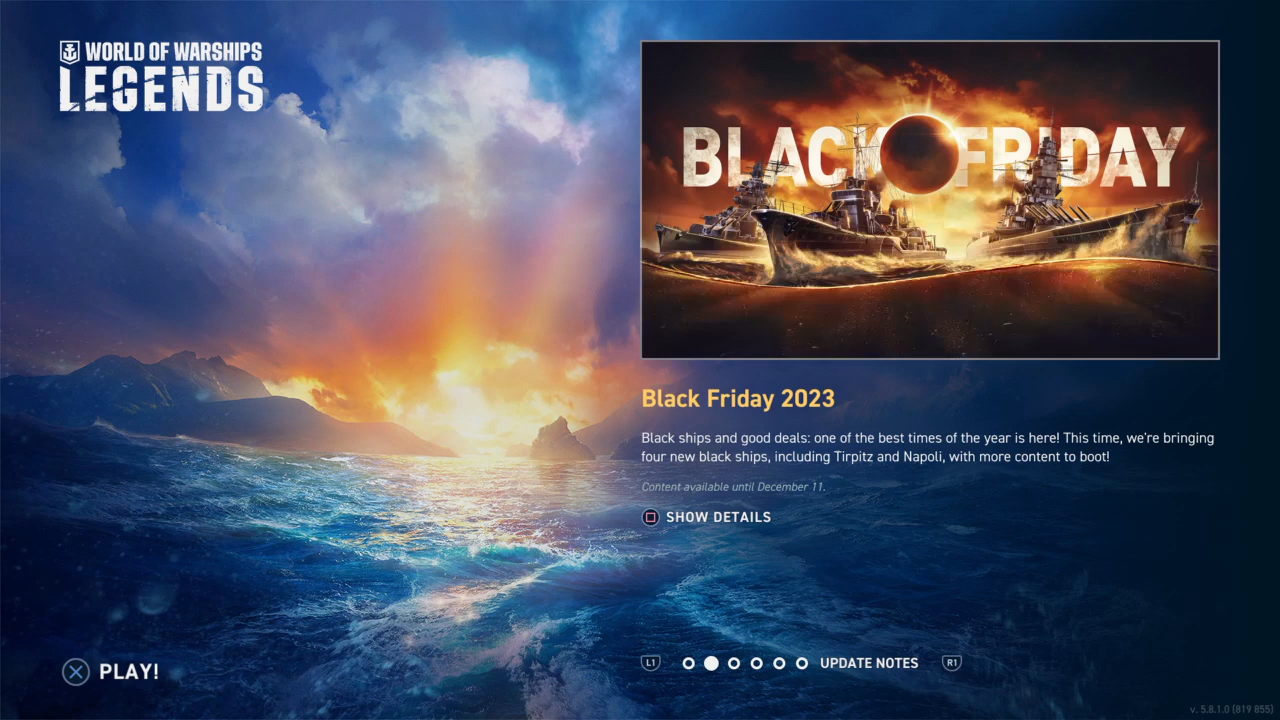 WORLD OF WARSHIPS
LEGENDS
BLACK FRIDAY
Black Friday 2023
Black ships and good deals: one of the best times of the year is here! This time, we're bringing
four new black ships, including Tirpitz and Napoli, with more content to boot!
Content available until December 11.
SHOW DETAILS
PLAY!
L1
UPDATE NOTES
R1
v. 5.8.1.0 (819 855)